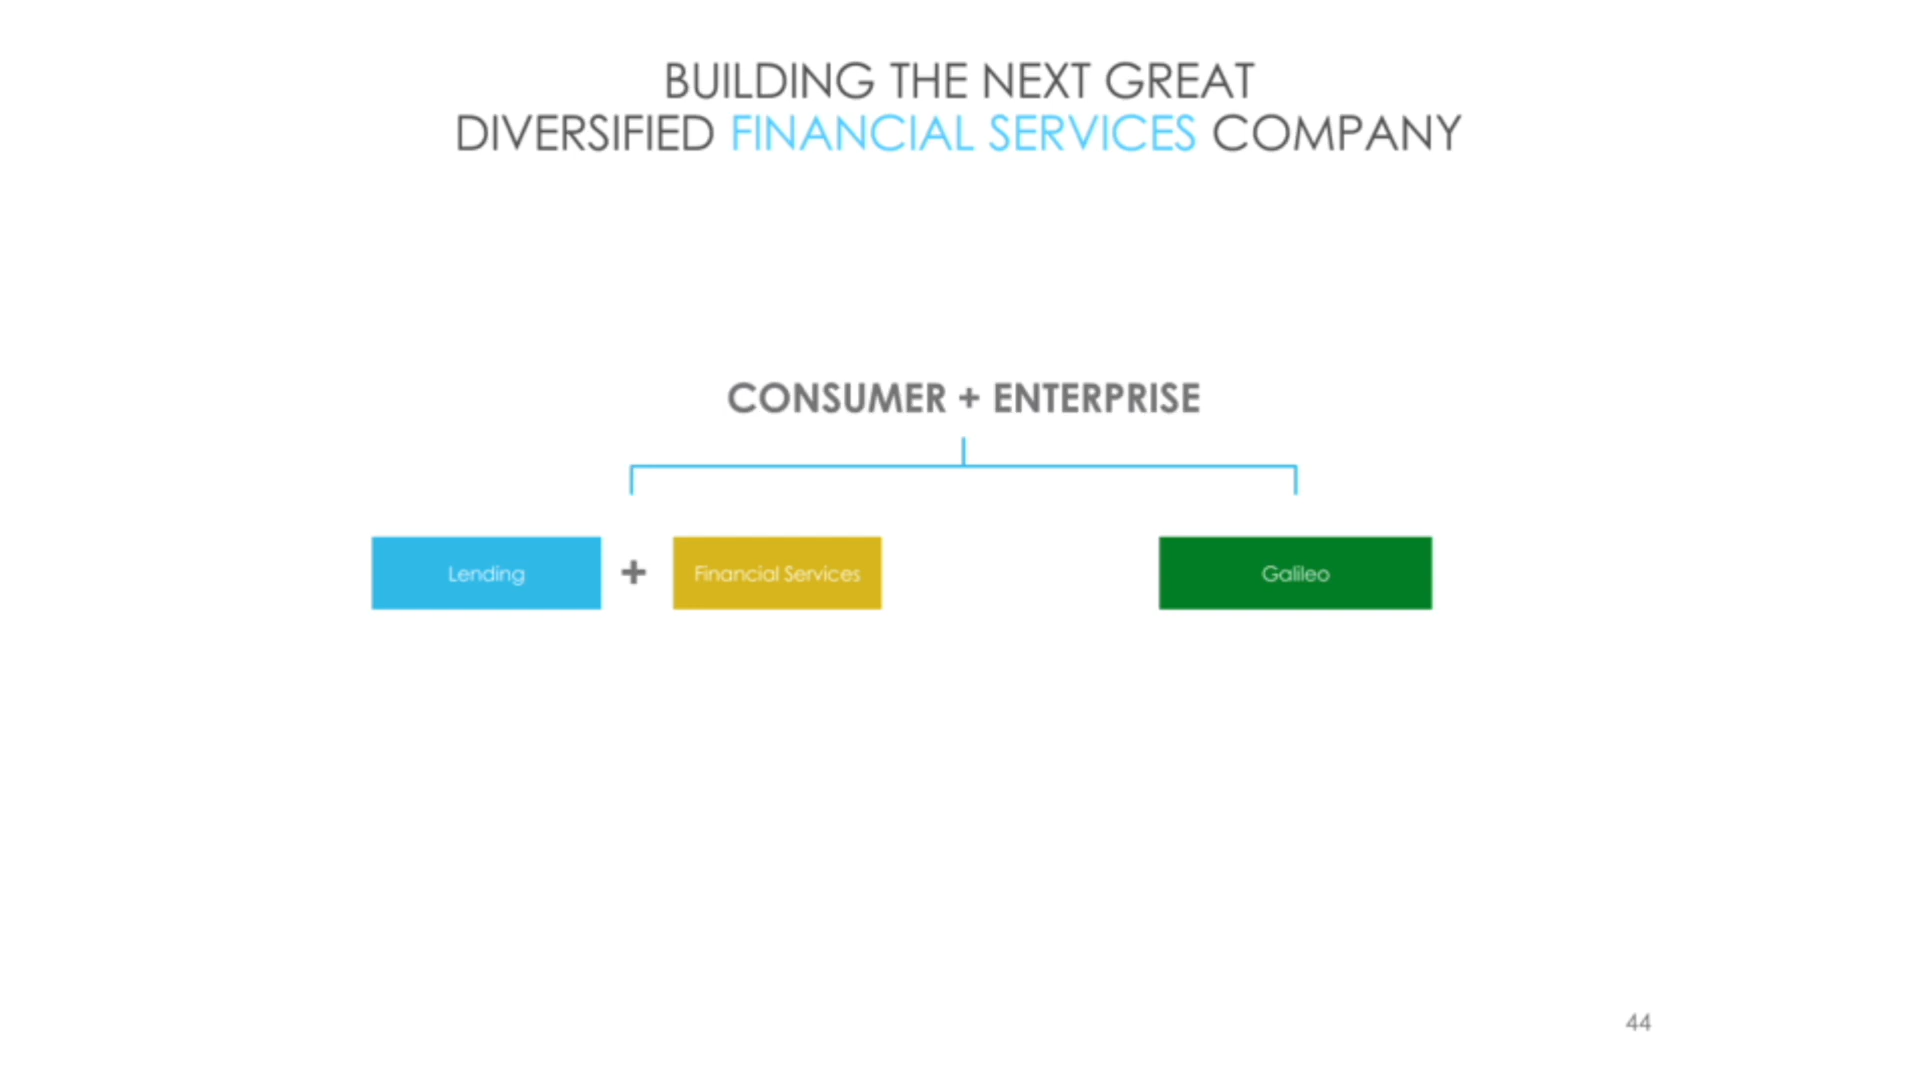 BUILDING THE NEXT GREAT
DIVERSIFIED FINANCIAL SERVICES COMPANY
CONSUMER + ENTERPRISE
Lending + Financial Services Galileo
44